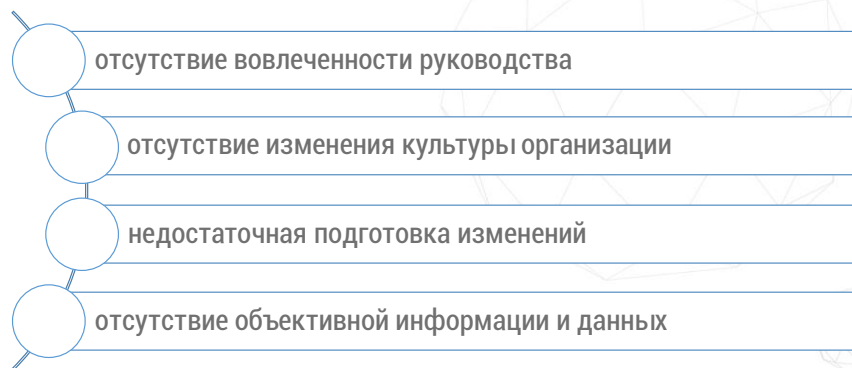 отсутствие вовлеченности руководства
отсутствие изменения культуры организации
недостаточная подготовка изменений
отсутствие объективной информации и данных